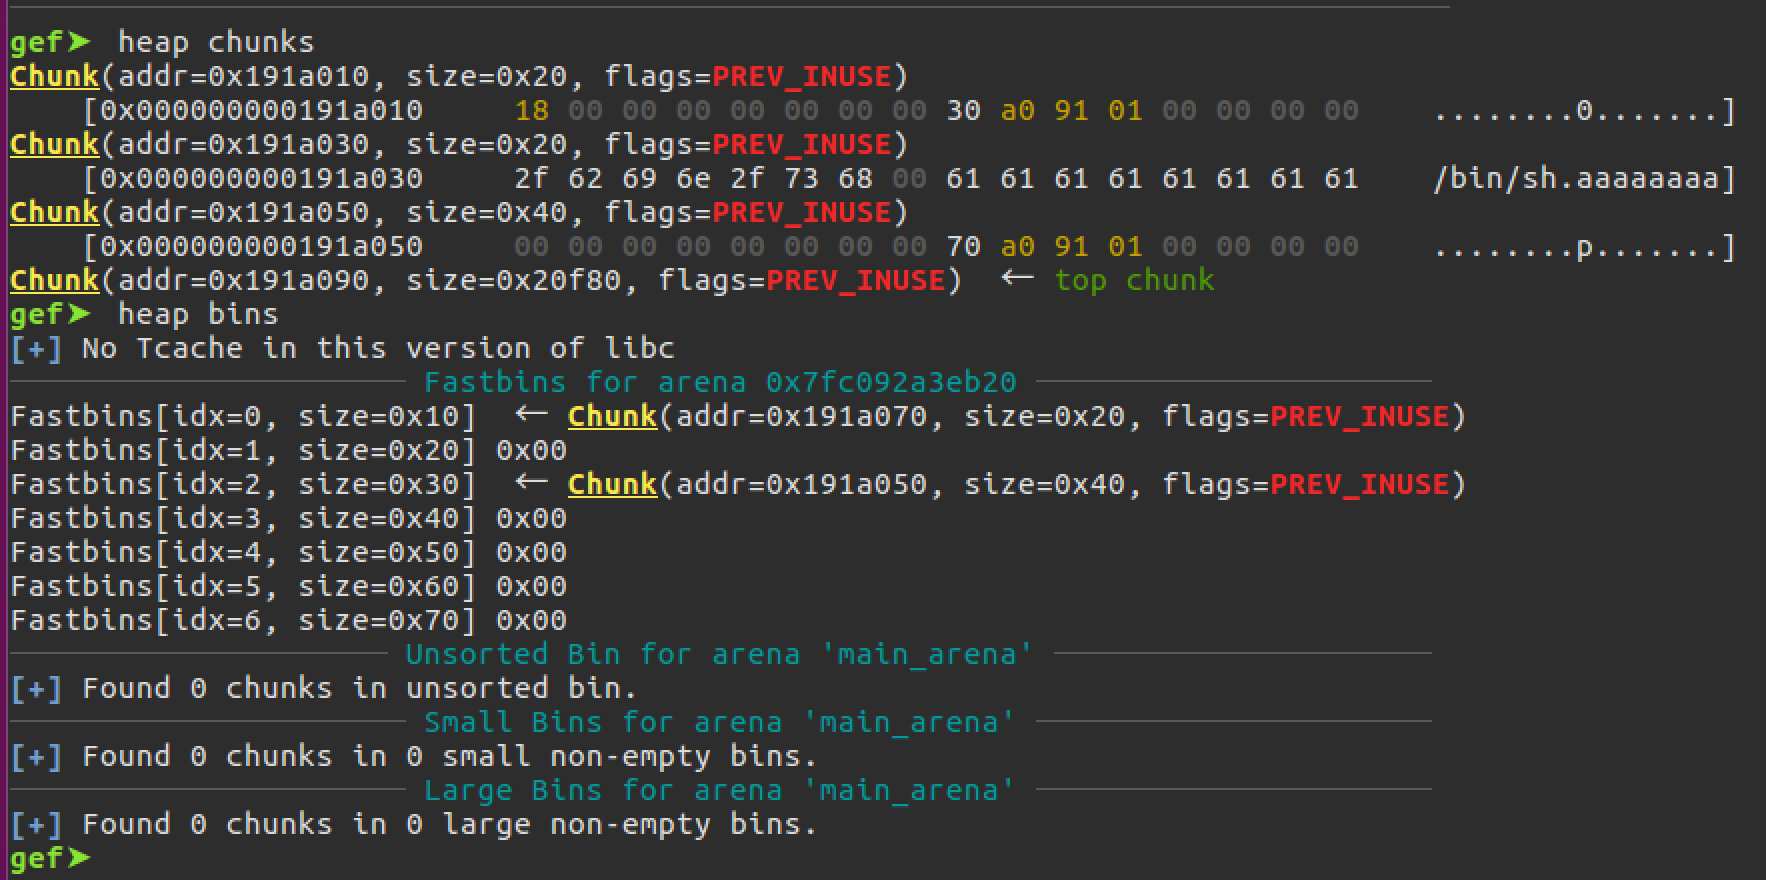 gef➤  heap chunks
Chunk(addr=0x191a010, size=0x20, flags=PREV_INUSE)
    [0x000000000191a010     18 00 00 00 00 00 00 00 30 a0 91 01 00 00 00 00    ........0.......]
Chunk(addr=0x191a030, size=0x20, flags=PREV_INUSE)
    [0x000000000191a030     2f 62 69 6e 2f 73 68 00 61 61 61 61 61 61 61 61    /bin/sh.aaaaaaaa]
Chunk(addr=0x191a050, size=0x40, flags=PREV_INUSE)
    [0x000000000191a050     00 00 00 00 00 00 00 00 70 a0 91 01 00 00 00 00    ........p.......]
Chunk(addr=0x191a090, size=0x20f80, flags=PREV_INUSE)  ←  top chunk
gef➤  heap bins
[+] No Tcache in this version of libc
Fastbins for arena 0x7fc092a3eb20
Fastbins[idx=0, size=0x10]  ←  Chunk(addr=0x191a070, size=0x20, flags=PREV_INUSE)
Fastbins[idx=1, size=0x20] 0x00
Fastbins[idx=2, size=0x30]  ←  Chunk(addr=0x191a050, size=0x40, flags=PREV_INUSE)
Fastbins[idx=3, size=0x40] 0x00
Fastbins[idx=4, size=0x50] 0x00
Fastbins[idx=5, size=0x60] 0x00
Fastbins[idx=6, size=0x70] 0x00
Unsorted Bin for arena 'main_arena'
[+] Found 0 chunks in unsorted bin.
Small Bins for arena 'main_arena'
[+] Found 0 chunks in 0 small non-empty bins.
Large Bins for arena 'main_arena'
[+] Found 0 chunks in 0 large non-empty bins.
gef➤